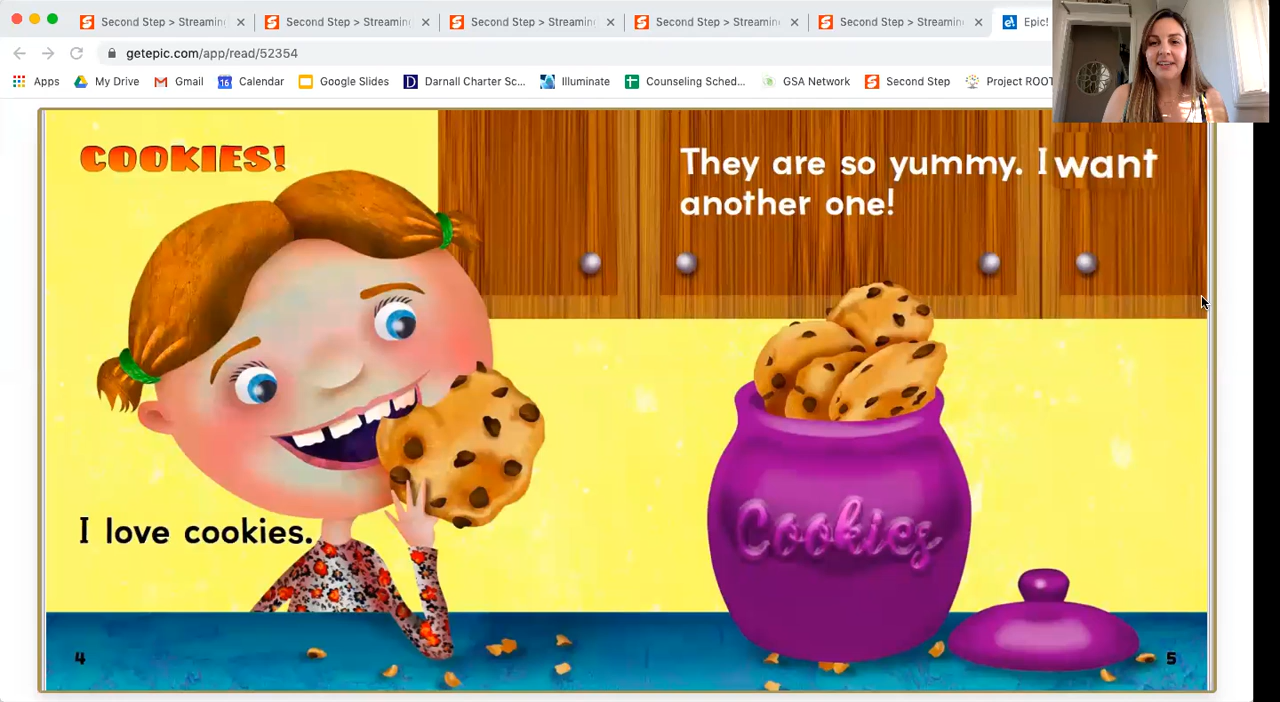 Second Step > Streamin
Second Step > Streamin
Second Step > Streamin
Second Step > Streamin
Second Step > Streamin
Epic!
getepic.com/app/read/52354
Apps
My Drive
Gmail
16
Calendar
Google Slides
D
Darnall Charter Sc...
Illuminate
Counseling Sched...
GSA Network
Second Step
Project ROOT
COOKIES!
They are so yummy. I want
another one!
Cookies
I love cookies.
4
5